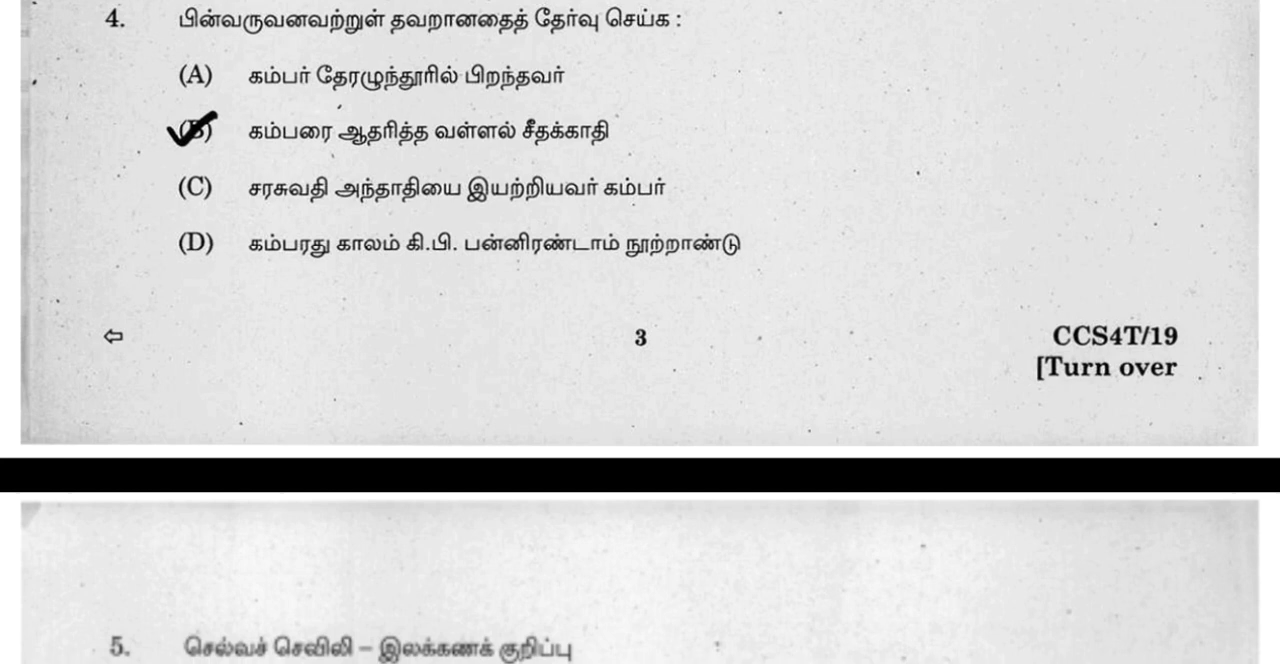 4. பின்வருவனவற்றுள் தவறானதைத் தேர்வு செய்க :
(A) கம்பர் தேரழுந்தூரில் பிறந்தவர்
(B) கம்பரை ஆதரித்த வள்ளல் சீதக்காதி
(C) சரசுவதி அந்தாதியை இயற்றியவர் கம்பர்
(D) கம்பரது காலம் கி.பி. பன்னிரண்டாம் நூற்றாண்டு
⇦ 3 CCS4T/19
[Turn over
5. செல்வச் செவிலி – இலக்கணக் குறிப்பு